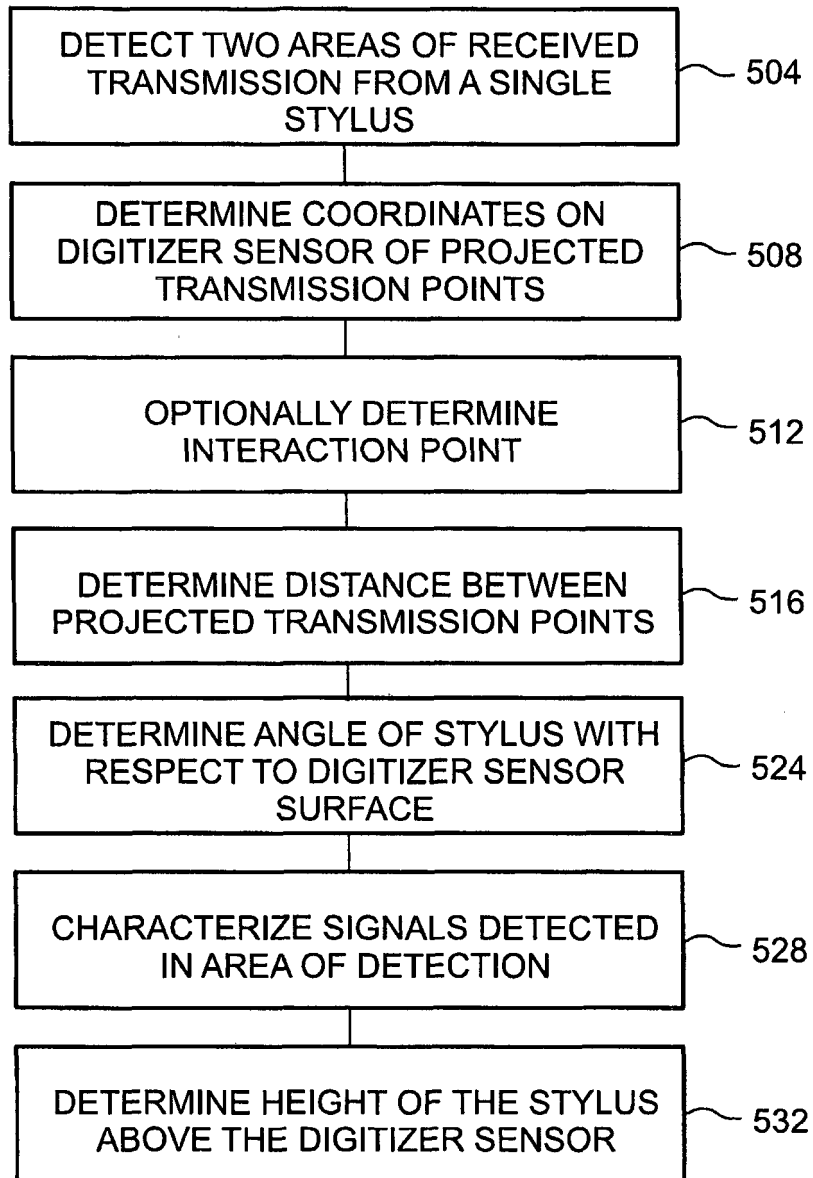 DETECT TWO AREAS OF RECEIVED
TRANSMISSION FROM A SINGLE
STYLUS
504
DETERMINE COORDINATES ON
DIGITIZER SENSOR OF PROJECTED
TRANSMISSION POINTS
508
OPTIONALLY DETERMINE
INTERACTION POINT
512
DETERMINE DISTANCE BETWEEN
PROJECTED TRANSMISSION POINTS
516
DETERMINE ANGLE OF STYLUS WITH
RESPECT TO DIGITIZER SENSOR
SURFACE
524
CHARACTERIZE SIGNALS DETECTED
IN AREA OF DETECTION
528
DETERMINE HEIGHT OF THE STYLUS
ABOVE THE DIGITIZER SENSOR
532